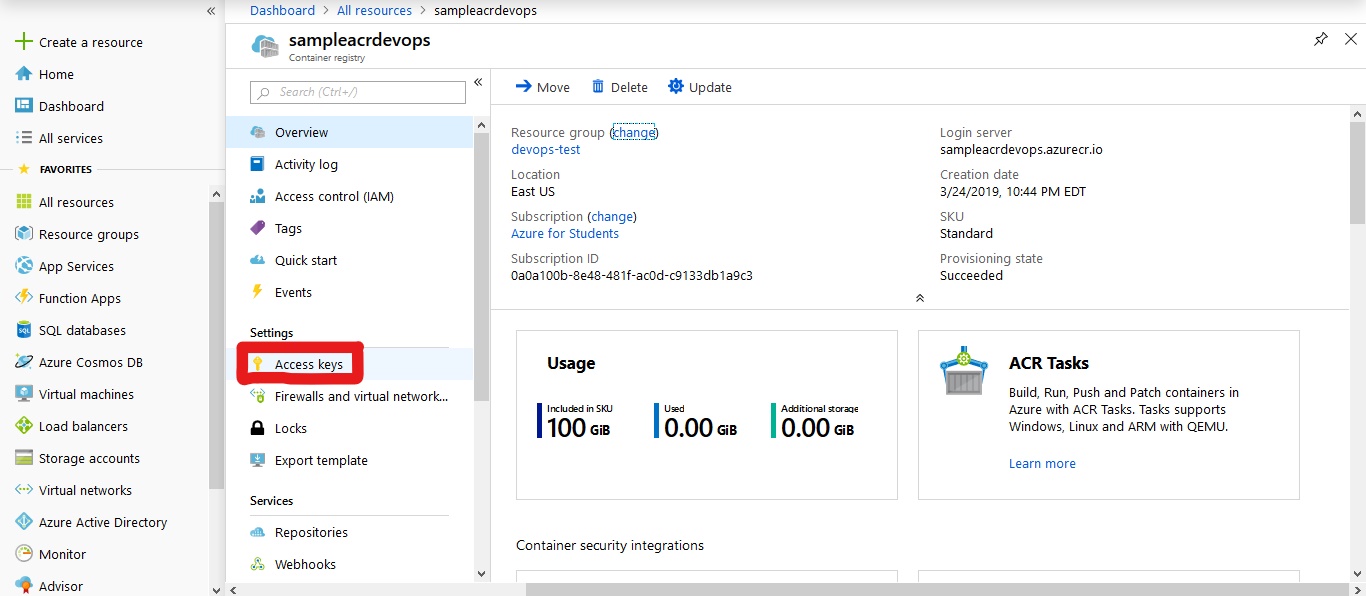 Dashboard > All resources > sampleacrdevops
Create a resource
Home
Dashboard
All services
FAVORITES
All resources
Resource groups
App Services
Function Apps
SQL databases
Azure Cosmos DB
Virtual machines
Load balancers
Storage accounts
Virtual networks
Azure Active Directory
Monitor
Advisor
sampleacrdevops
Container registry
Search (Ctrl+/)
Overview
Activity log
Access control (IAM)
Tags
Quick start
Events
Settings
Access keys
Firewalls and virtual network...
Locks
Export template
Services
Repositories
Webhooks
Move Delete Update
Resource group (change)
devops-test
Location
East US
Subscription (change)
Azure for Students
Subscription ID
0a0a100b-8e48-481f-ac0d-c9133db1a9c3
Login server
sampleacrdevops.azurecr.io
Creation date
3/24/2019, 10:44 PM EDT
SKU
Standard
Provisioning state
Succeeded
Usage
Included in SKU
100 GiB
Used
0.00 GiB
Additional storage
0.00 GiB
ACR Tasks
Build, Run, Push and Patch containers in
Azure with ACR Tasks. Tasks supports
Windows, Linux and ARM with QEMU.
Learn more
Container security integrations